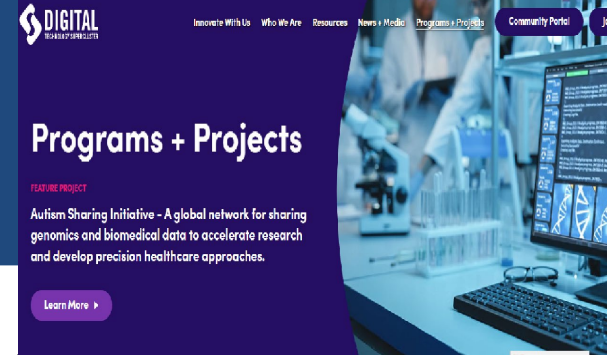 DIGITAL
TECHNOLOGY SUPERCLUSTER
Innovate With Us Who We Are Resources News + Media Programs + Projects Community Portal
Programs + Projects
FEATURE PROJECT
Autism Sharing Initiative - A global network for sharing
genomics and biomedical data to accelerate research
and develop precision healthcare approaches.
Learn More